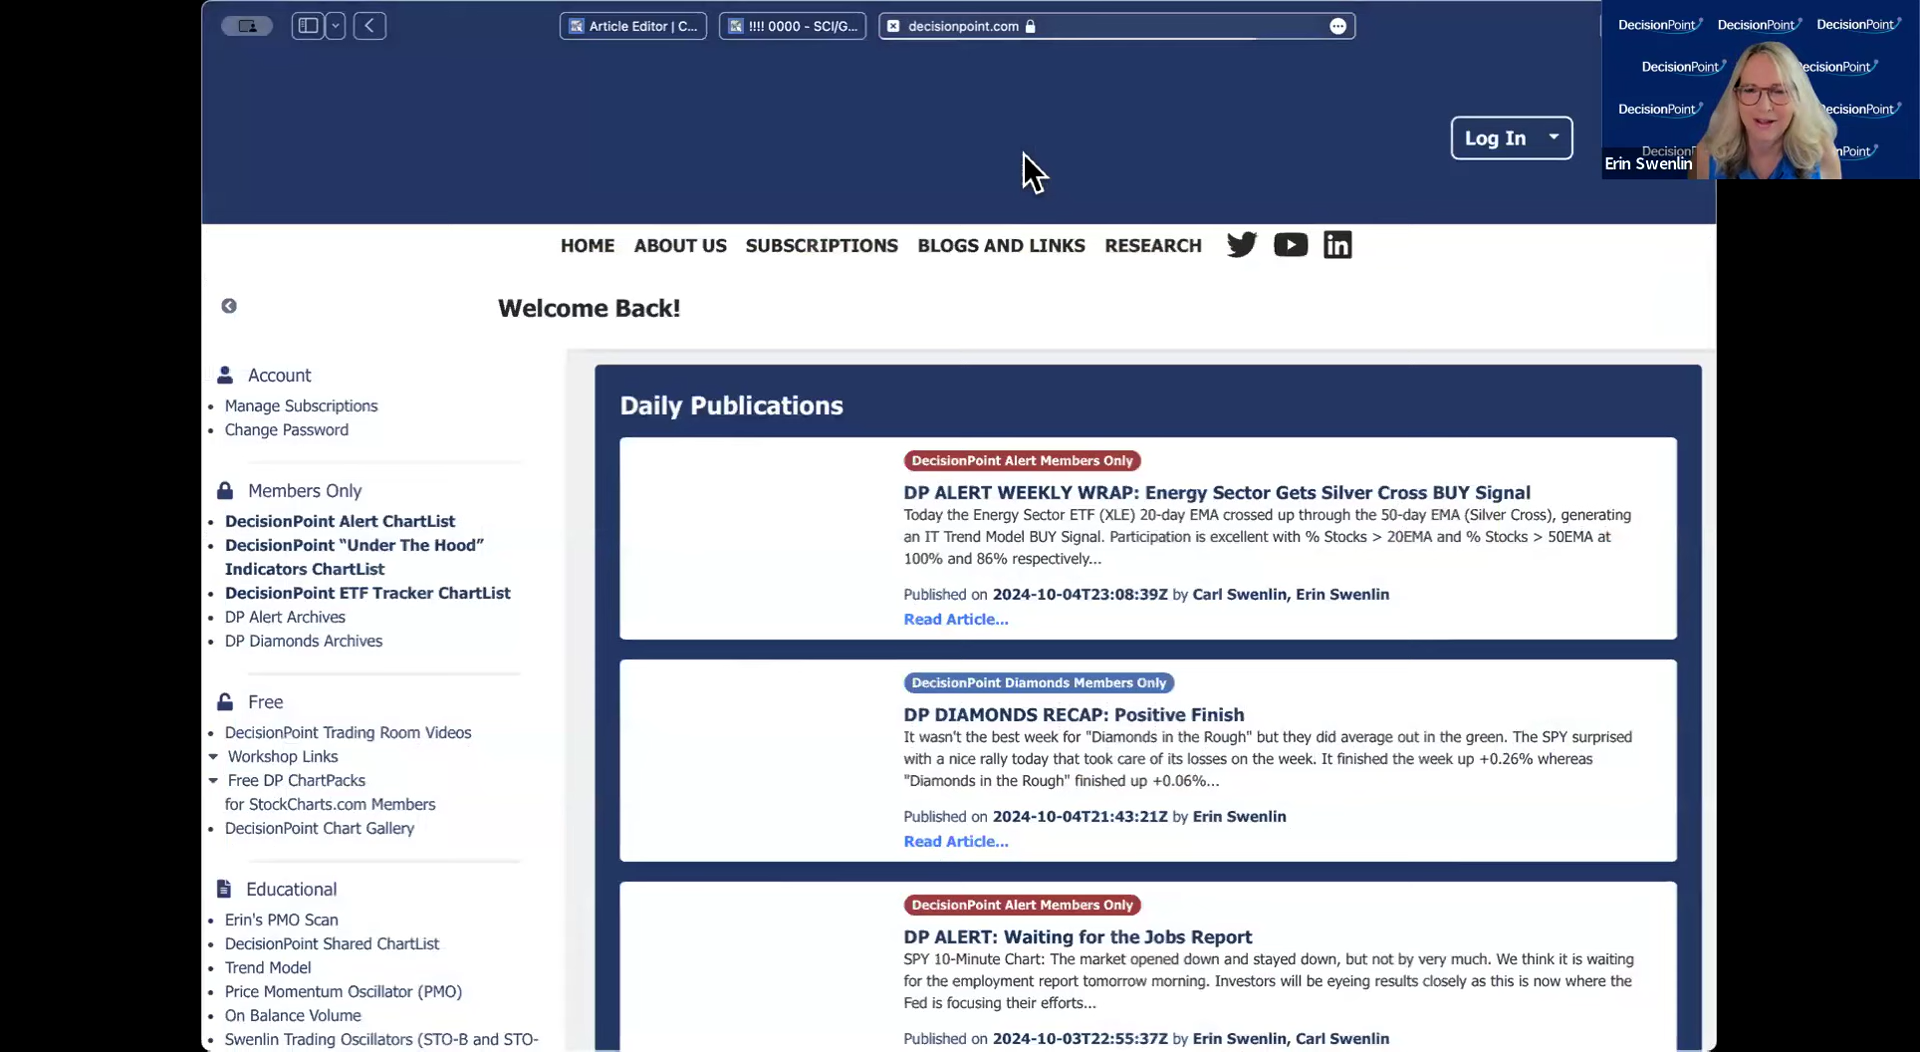 Article Editor | C...
!!!! 0000 - SCI/G...
decisionpoint.com
DecisionPoint DecisionPoint DecisionPoint
DecisionPoint DecisionPoint
DecisionPoint DecisionPoint
Erin Swenlin
Log In
HOME ABOUT US SUBSCRIPTIONS BLOGS AND LINKS RESEARCH
Welcome Back!
Account
Manage Subscriptions
Change Password
Members Only
DecisionPoint Alert ChartList
DecisionPoint “Under The Hood”
Indicators ChartList
DecisionPoint ETF Tracker ChartList
DP Alert Archives
DP Diamonds Archives
Free
DecisionPoint Trading Room Videos
Workshop Links
Free DP ChartPacks
for StockCharts.com Members
DecisionPoint Chart Gallery
Educational
Erin's PMO Scan
DecisionPoint Shared ChartList
Trend Model
Price Momentum Oscillator (PMO)
On Balance Volume
Swenlin Trading Oscillators (STO-B and STO-
Daily Publications
DecisionPoint Alert Members Only
DP ALERT WEEKLY WRAP: Energy Sector Gets Silver Cross BUY Signal
Today the Energy Sector ETF (XLE) 20-day EMA crossed up through the 50-day EMA (Silver Cross), generating
an IT Trend Model BUY Signal. Participation is excellent with % Stocks > 20EMA and % Stocks > 50EMA at
100% and 86% respectively...
Published on 2024-10-04T23:08:39Z by Carl Swenlin, Erin Swenlin
Read Article...
DecisionPoint Diamonds Members Only
DP DIAMONDS RECAP: Positive Finish
It wasn't the best week for "Diamonds in the Rough" but they did average out in the green. The SPY surprised
with a nice rally today that took care of its losses on the week. It finished the week up +0.26% whereas
"Diamonds in the Rough" finished up +0.06%...
Published on 2024-10-04T21:43:21Z by Erin Swenlin
Read Article...
DecisionPoint Alert Members Only
DP ALERT: Waiting for the Jobs Report
SPY 10-Minute Chart: The market opened down and stayed down, but not by very much. We think it is waiting
for the employment report tomorrow morning. Investors will be eyeing results closely as this is now where the
Fed is focusing their efforts...
Published on 2024-10-03T22:55:37Z by Erin Swenlin, Carl Swenlin